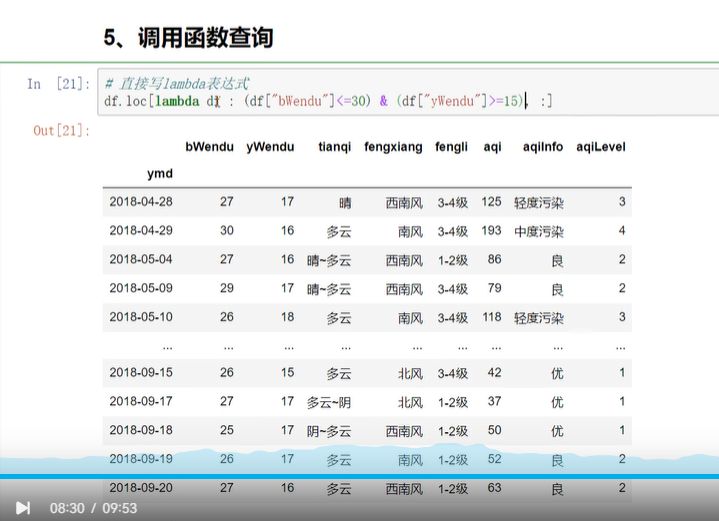 5、调用函数查询
In [21]: # 直接写lambda表达式
df.loc[lambda df : (df["bWendu"]<=30) & (df["yWendu"]>=15), :]
Out[21]:
bWendu yWendu tianqi fengxiang fengli aqi aqiInfo aqiLevel
ymd
2018-04-28 27 17 晴 西南风 3-4级 125 轻度污染 3
2018-04-29 30 16 多云 南风 3-4级 193 中度污染 4
2018-05-04 27 16 晴~多云 西南风 1-2级 86 良 2
2018-05-09 29 17 晴~多云 西南风 3-4级 79 良 2
2018-05-10 26 18 多云 南风 3-4级 118 轻度污染 3
... ... ... ... ... ... ... ... ...
2018-09-15 26 15 多云 北风 3-4级 42 优 1
2018-09-17 27 17 多云~阴 北风 1-2级 37 优 1
2018-09-18 25 17 阴~多云 西南风 1-2级 50 优 1
2018-09-19 26 17 多云 南风 1-2级 52 良 2
2018-09-20 27 16 多云 西南风 1-2级 63 良 2
08:30 / 09:53